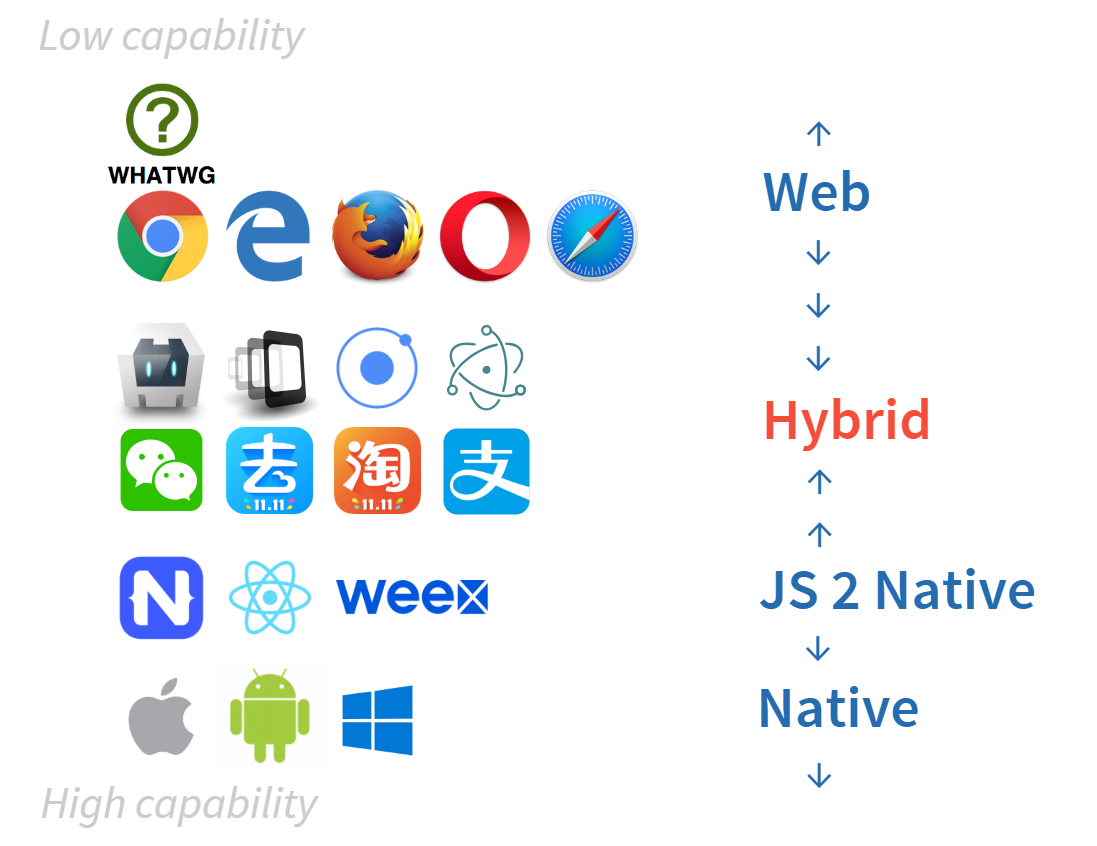 Low capability
?
WHATWG
Web
Hybrid
去 淘 支
11.11 11.11
N weex
JS 2 Native
Native
High capability